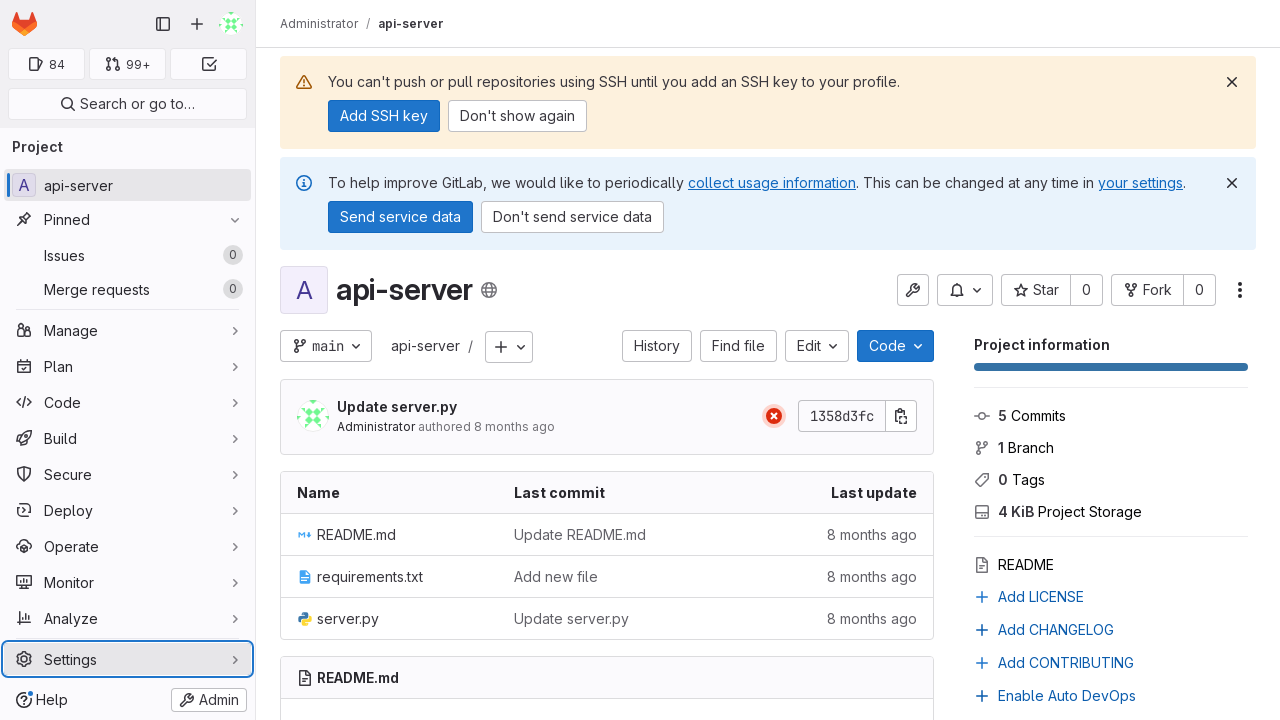 Administrator / api-server
84
99+
Search or go to…
Project
A api-server
Pinned
Issues 0
Merge requests 0
Manage
Plan
Code
Build
Secure
Deploy
Operate
Monitor
Analyze
Settings
Help
Admin
You can't push or pull repositories using SSH until you add an SSH key to your profile.
Add SSH key
Don't show again
To help improve GitLab, we would like to periodically collect usage information. This can be changed at any time in your settings.
Send service data
Don't send service data
A api-server
Star 0
Fork 0
main
api-server /
History
Find file
Edit
Code
Update server.py
Administrator authored 8 months ago
1358d3fc
Name Last commit Last update
README.md Update README.md 8 months ago
requirements.txt Add new file 8 months ago
server.py Update server.py 8 months ago
README.md
Project information
5 Commits
1 Branch
0 Tags
4 KiB Project Storage
README
Add LICENSE
Add CHANGELOG
Add CONTRIBUTING
Enable Auto DevOps